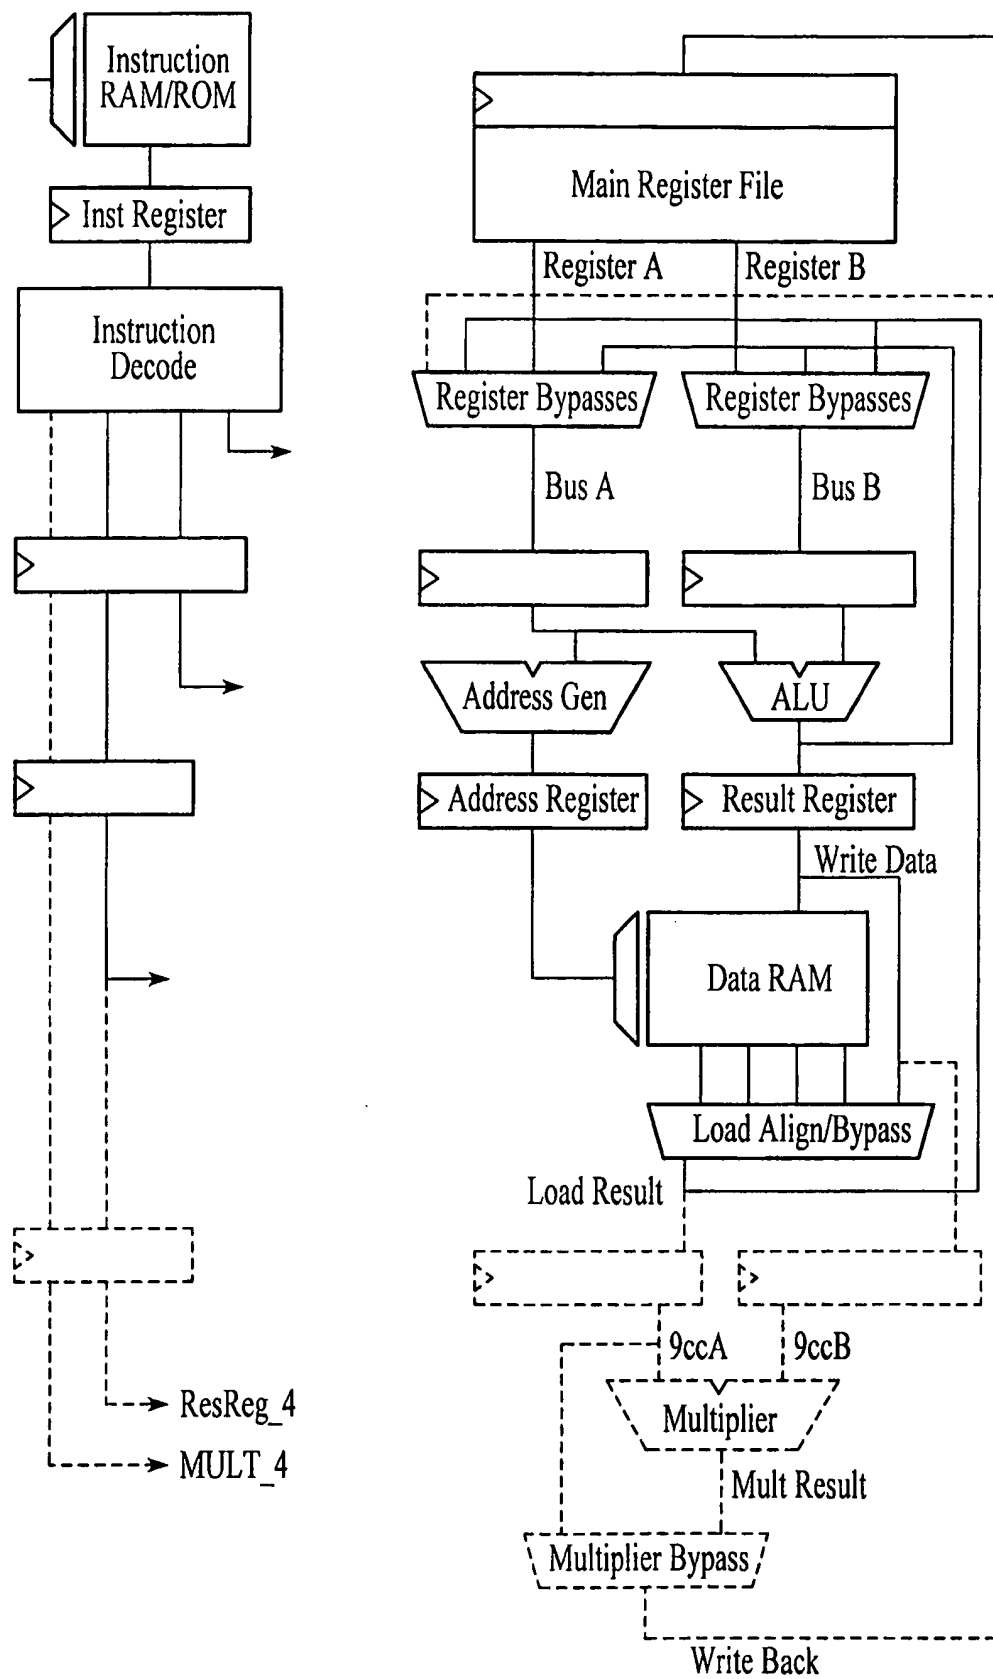 Instruction
RAM/ROM
Inst Register
Instruction
Decode
ResReg_4
MULT_4
Main Register File
Register A
Register B
Register Bypasses
Register Bypasses
Bus A
Bus B
Address Gen
ALU
Address Register
Result Register
Write Data
Data RAM
Load Align/Bypass
Load Result
9ccA
9ccB
Multiplier
Mult Result
Multiplier Bypass
Write Back